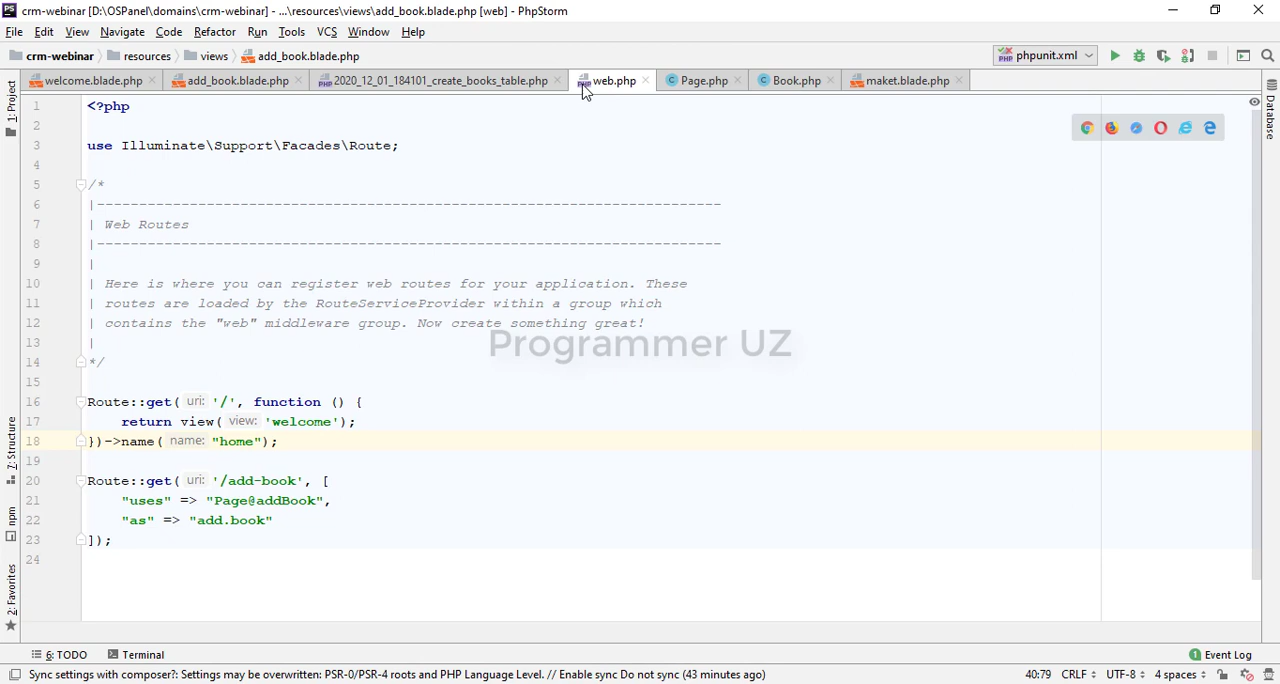 crm-webinar [D:\OSPanel\domains\crm-webinar] - ...\resources\views\add_book.blade.php [web] - PhpStorm
File Edit View Navigate Code Refactor Run Tools VCS Window Help
crm-webinar resources views add_book.blade.php phpunit.xml
welcome.blade.php add_book.blade.php 2020_12_01_184101_create_books_table.php web.php Page.php Book.php maket.blade.php
1: Project
Database
1 <?php
2
3 use Illuminate\Support\Facades\Route;
4
5 /*
6 |--------------------------------------------------------------------------
7 | Web Routes
8 |--------------------------------------------------------------------------
9 |
10 | Here is where you can register web routes for your application. These
11 | routes are loaded by the RouteServiceProvider within a group which
12 | contains the "web" middleware group. Now create something great!
13 |
Programmer UZ
14 */
15
16 Route::get( uri: '/', function () {
17 return view( view: 'welcome');
18 })->name( name: "home");
19
20 Route::get( uri: '/add-book', [
21 "uses" => "Page@addBook",
22 "as" => "add.book"
23 ]);
24
Z: Structure
npm
2: Favorites
6: TODO Terminal 1 Event Log
Sync settings with composer?: Settings may be overwritten: PSR-0/PSR-4 roots and PHP Language Level. // Enable sync Do not sync (43 minutes ago) 40:79 CRLF UTF-8 4 spaces